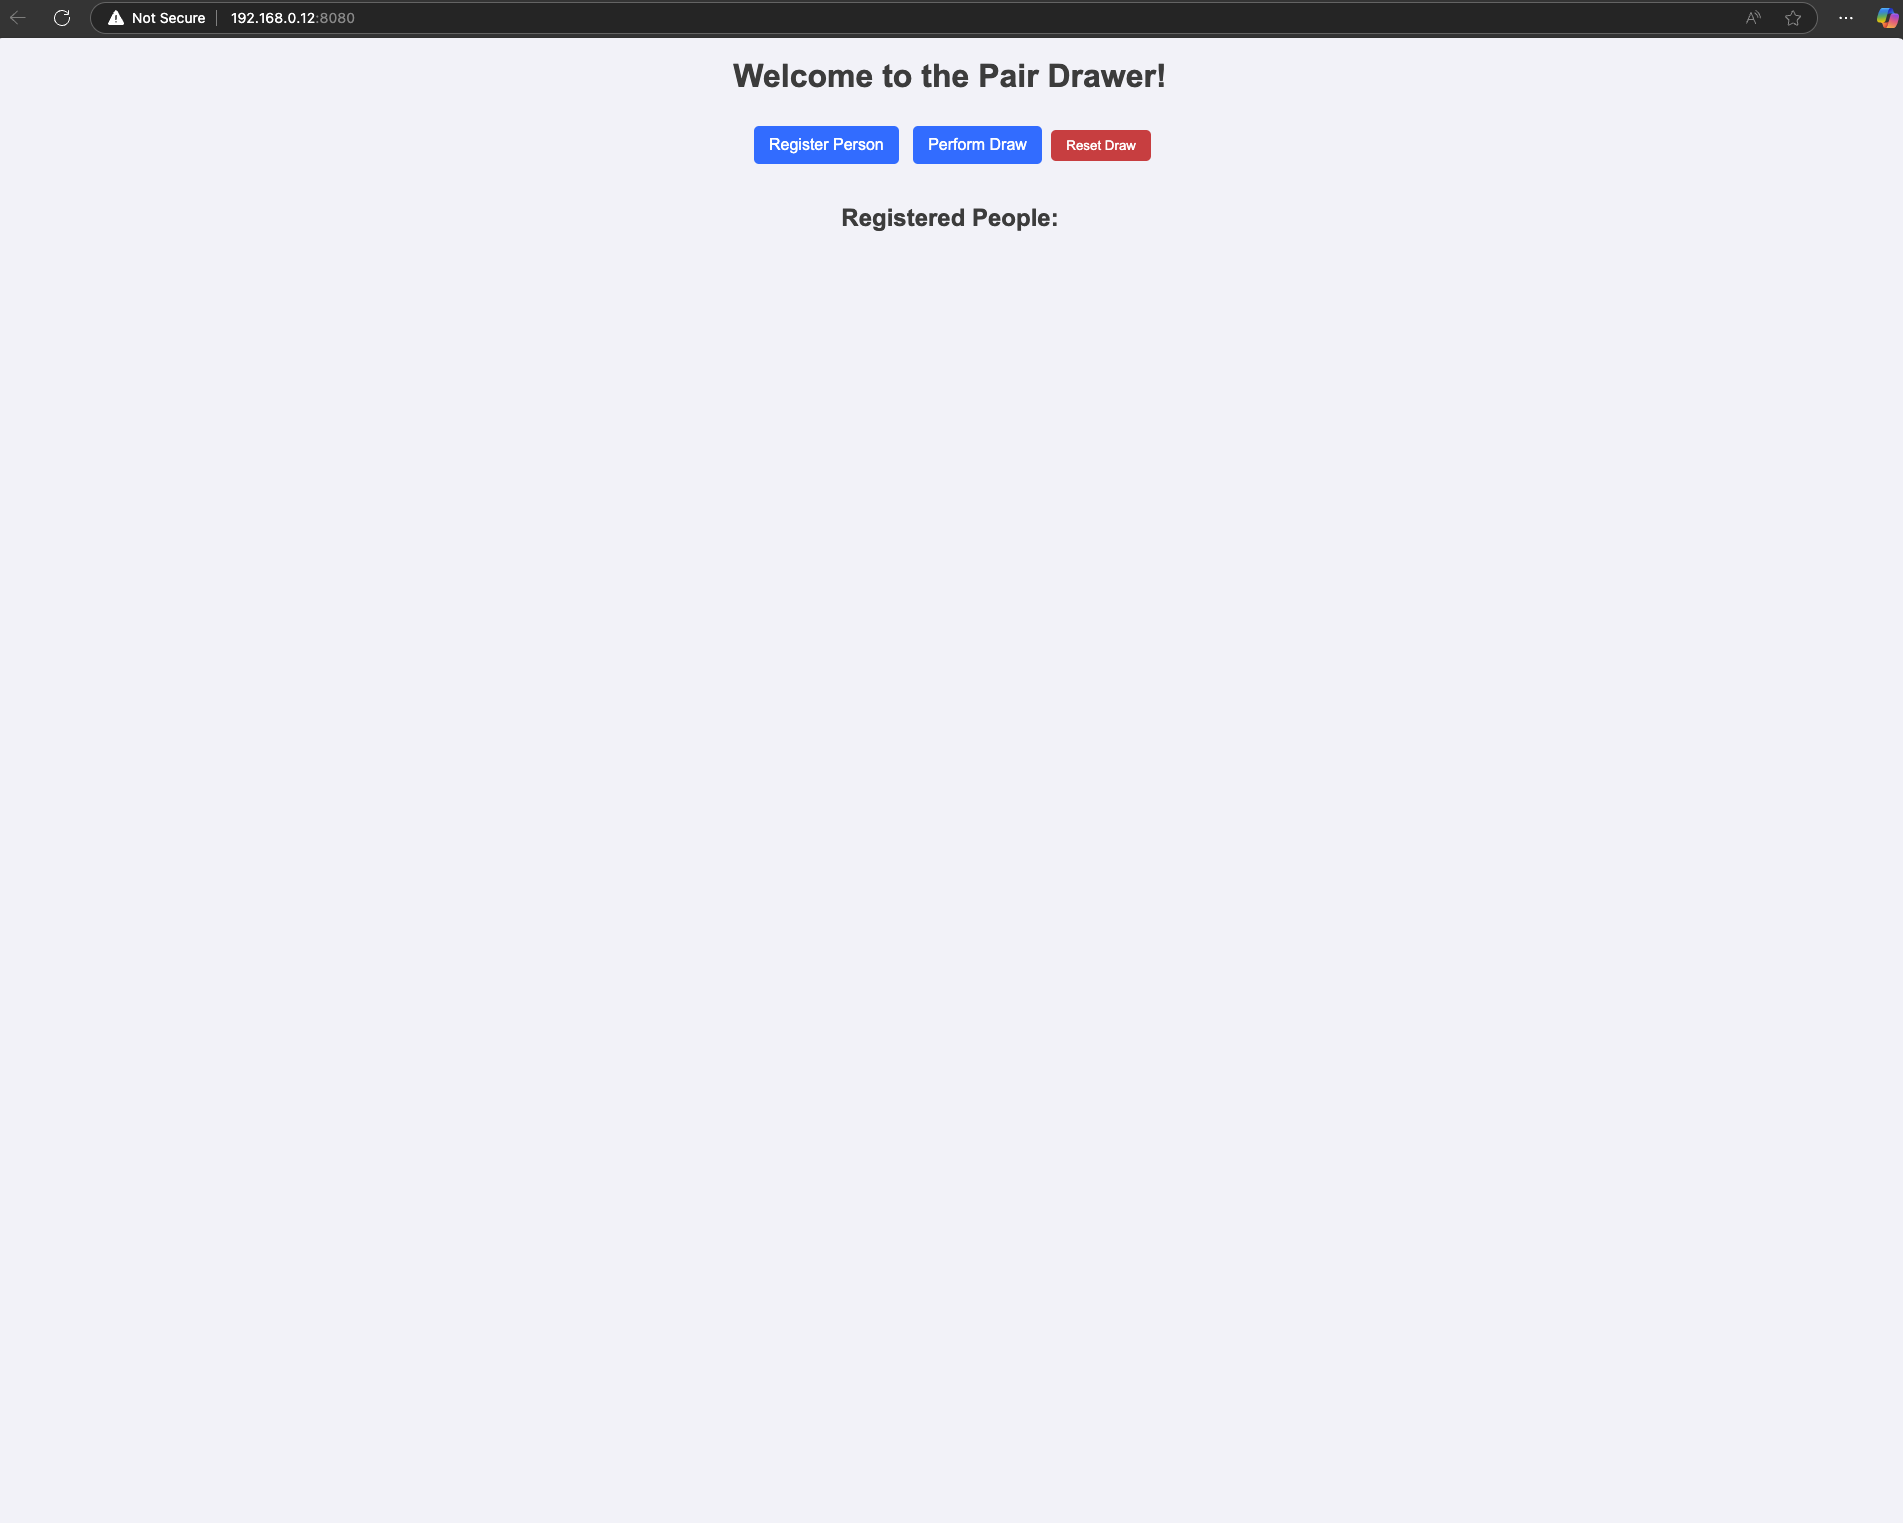 Not Secure 192.168.0.12:8080
Welcome to the Pair Drawer!
Register Person Perform Draw Reset Draw
Registered People: